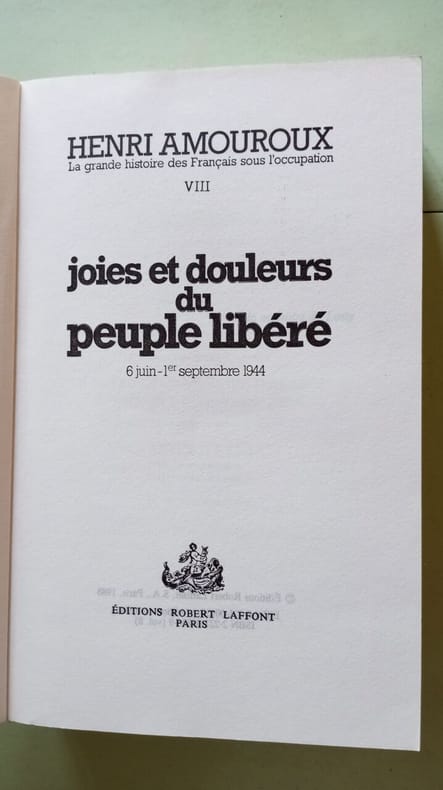 HENRI AMOUROUX
La grande histoire des Français sous l'occupation
VIII
joies et douleurs
du
peuple libéré
6 juin-1er septembre 1944
ÉDITIONS ROBERT LAFFONT
PARIS